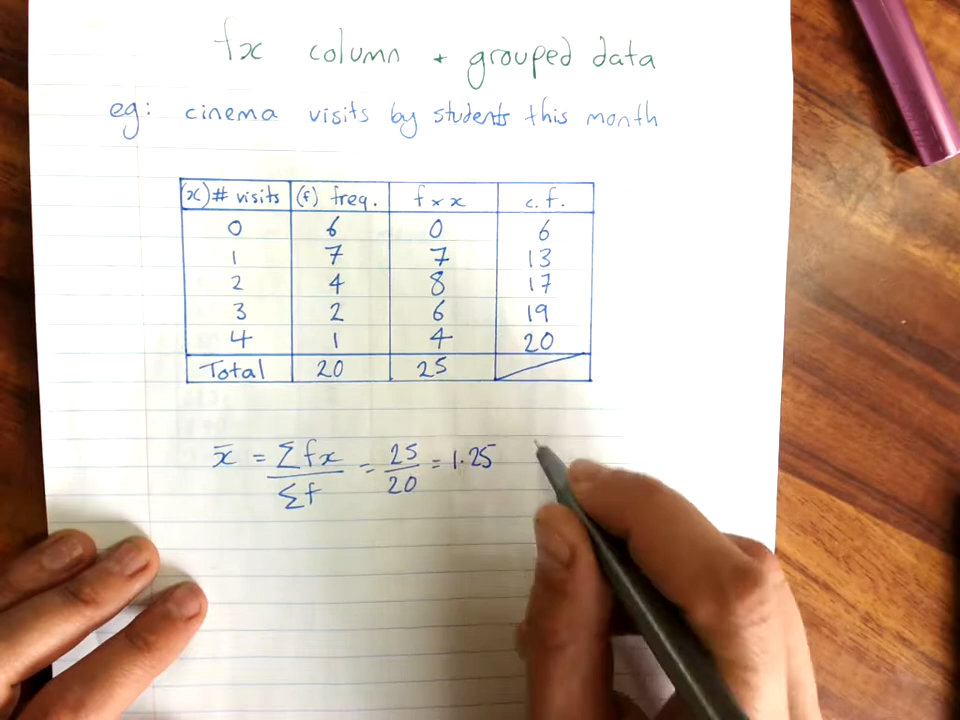 fx column + grouped data
eg: cinema visits by students this month
(x) # visits (f) freq. f x x c.f.
0 6 0 6
1 7 7 13
2 4 8 17
3 2 6 19
4 1 4 20
Total 20 25
x̄ = Σfx / Σf = 25 / 20 = 1.25